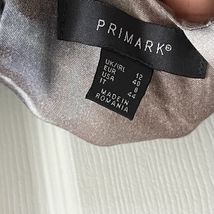 PRIMARK®
UK/IRL 12
EUR 40
USA 8
IT 44
MADE IN
ROMANIA